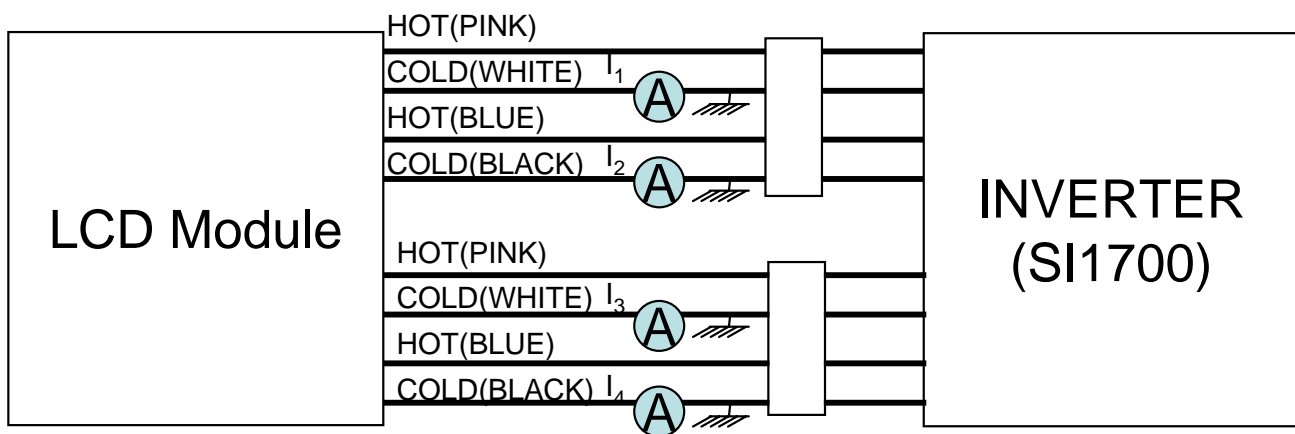 HOT(PINK)
COLD(WHITE) I1
A
HOT(BLUE)
COLD(BLACK) I2
A
LCD Module
INVERTER
(SI1700)
HOT(PINK)
COLD(WHITE) I3
A
HOT(BLUE)
COLD(BLACK) I4
A